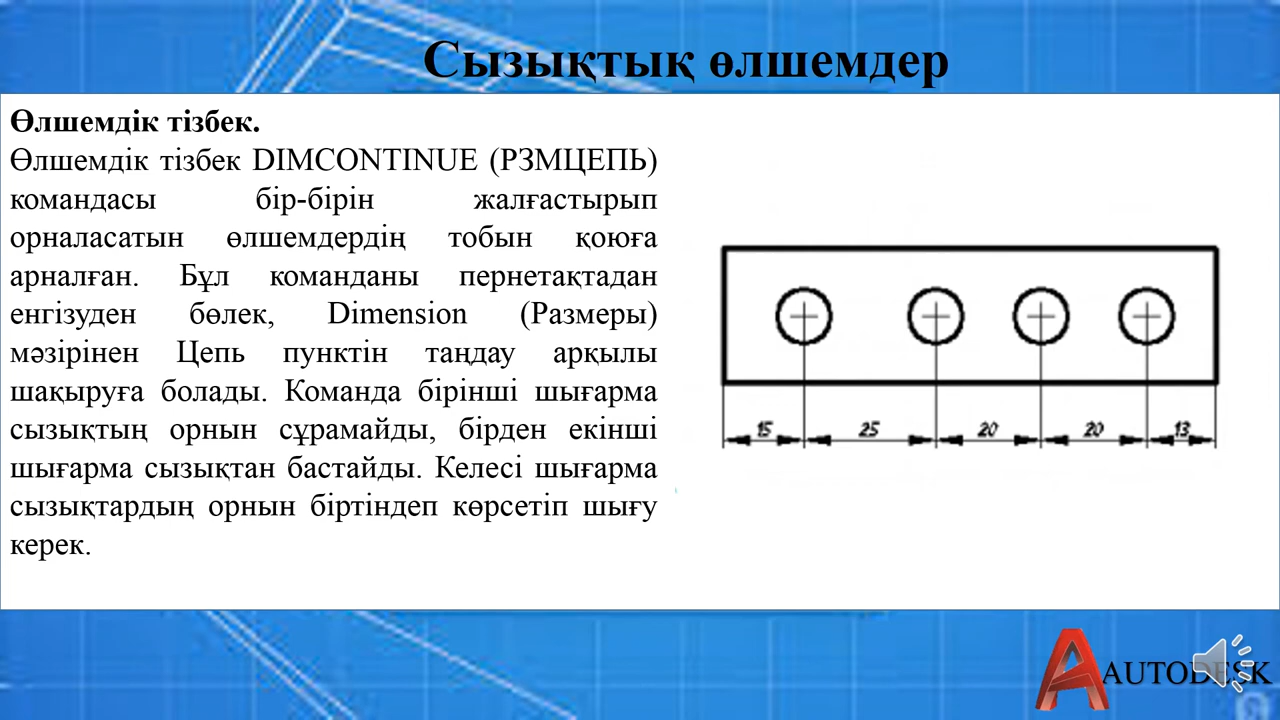 Сызықтық өлшемдер
Өлшемдік тізбек.
Өлшемдік тізбек DIMCONTINUE (РЗМЦЕПЬ)
командасы бір-бірін жалғастырып
орналасатын өлшемдердің тобын қоюға
арналған. Бұл команданы пернетақтадан
енгізуден бөлек, Dimension (Размеры)
мәзірінен Цепь пунктін таңдау арқылы
шақыруға болады. Команда бірінші шығарма
сызықтың орнын сұрамайды, бірден екінші
шығарма сызықтан бастайды. Келесі шығарма
сызықтардың орнын біртіндеп көрсетіп шығу
керек.
15 25 20 20 13
AUTODESK